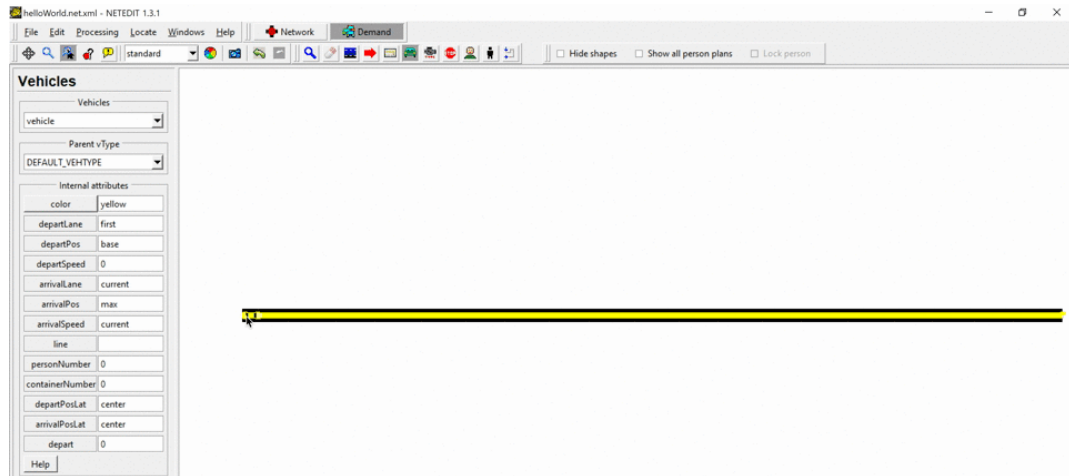 helloWorld.net.xml - NETEDIT 1.3.1
File Edit Processing Locate Windows Help Network Demand
standard Hide shapes Show all person plans Lock person
Vehicles
Vehicles
vehicle
Parent vType
DEFAULT_VEHTYPE
Internal attributes
color yellow
departLane first
departPos base
departSpeed 0
arrivalLane current
arrivalPos max
arrivalSpeed current
line
personNumber 0
containerNumber 0
departPosLat center
arrivalPosLat center
depart 0
Help